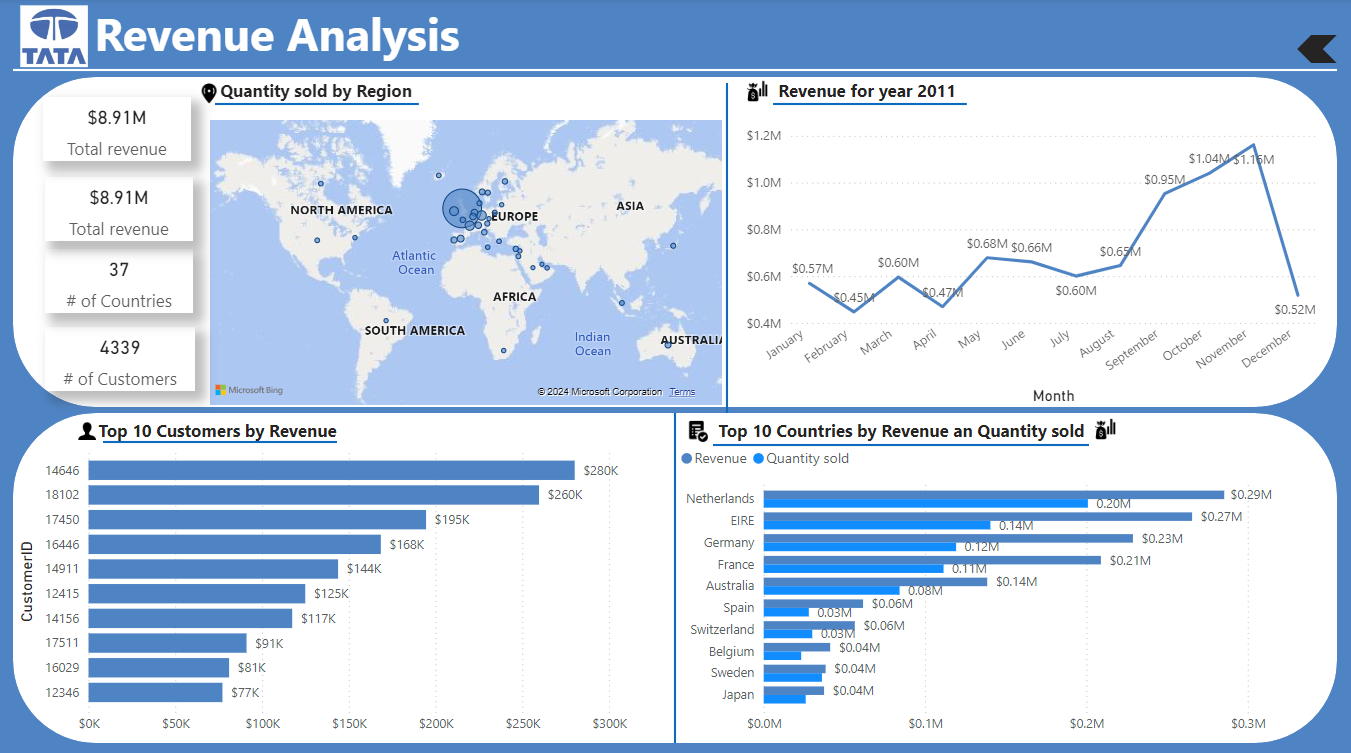 TATA
Revenue Analysis
$8.91M
Total revenue
$8.91M
Total revenue
37
# of Countries
4339
# of Customers
Quantity sold by Region
NORTH AMERICA
EUROPE
ASIA
Atlantic
Ocean
AFRICA
SOUTH AMERICA
Indian
Ocean
AUSTRALIA
Microsoft Bing
© 2024 Microsoft Corporation Terms
Revenue for year 2011
$1.2M
$1.0M
$0.8M
$0.6M
$0.4M
$0.57M
$0.45M
$0.60M
$0.47M
$0.68M
$0.66M
$0.60M
$0.65M
$0.95M
$1.04M
$1.16M
$0.52M
January
February
March
April
May
June
July
August
September
October
November
December
Month
Top 10 Customers by Revenue
CustomerID
14646 $280K
18102 $260K
17450 $195K
16446 $168K
14911 $144K
12415 $125K
14156 $117K
17511 $91K
16029 $81K
12346 $77K
$0K $50K $100K $150K $200K $250K $300K
Top 10 Countries by Revenue an Quantity sold
Revenue Quantity sold
Netherlands $0.29M
0.20M
EIRE $0.27M
0.14M
Germany $0.23M
0.12M
France $0.21M
0.11M
Australia $0.14M
0.08M
Spain $0.06M
0.03M
Switzerland $0.06M
0.03M
Belgium $0.04M
Sweden $0.04M
Japan $0.04M
$0.0M $0.1M $0.2M $0.3M